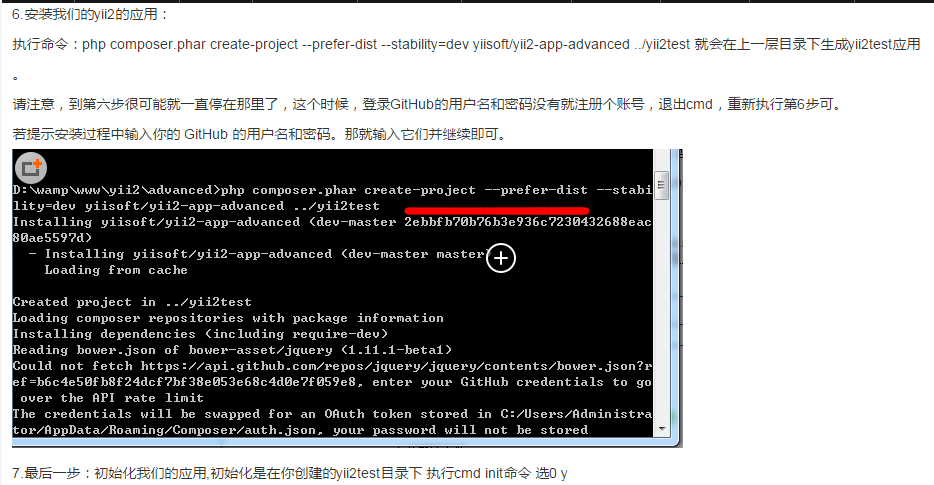 6.安装我们的yii2的应用：
执行命令：php composer.phar create-project --prefer-dist --stability=dev yiisoft/yii2-app-advanced ../yii2test 就会在上一层目录下生成yii2test应用
。
请注意，到第六步很可能就一直停在那里了，这个时候，登录GitHub的用户名和密码没有就注册个账号，退出cmd，重新执行第6步可。
若提示安装过程中输入你的 GitHub 的用户名和密码。那就输入它们并继续即可。
D:\wamp\www\yii2\advanced>php composer.phar create-project --prefer-dist --stabi
lity=dev yiisoft/yii2-app-advanced ../yii2test
Installing yiisoft/yii2-app-advanced (dev-master 2ebbfb70b76b3e936c7230432688eac
80ae5597d)
- Installing yiisoft/yii2-app-advanced (dev-master master)
Loading from cache
Created project in ../yii2test
Loading composer repositories with package information
Installing dependencies (including require-dev)
Reading bower.json of bower-asset/jquery (1.11.1-beta1)
Could not fetch https://api.github.com/repos/jquery/jquery/contents/bower.json?r
ef=b6c4e50fb8f24dcf7bf38e053e68c4d0e7f059e8, enter your GitHub credentials to go
over the API rate limit
The credentials will be swapped for an OAuth token stored in C:/Users/Administra
tor/AppData/Roaming/Composer/auth.json, your password will not be stored
7.最后一步：初始化我们的应用,初始化是在你创建的yii2test目录下 执行cmd init命令 选0 y